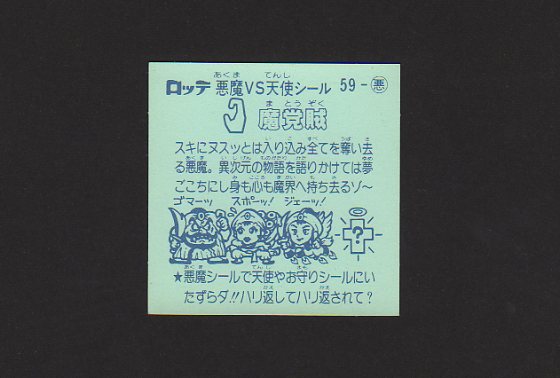 ロッテ 悪魔VS天使シール 59-悪
魔党賊
スキにヌスッとは入り込み全てを奪い去
る悪魔。異次元の物語を語りかけては夢
ごこちにし身も心も魔界へ持ち去るゾ〜
ゴマーッ スポーッ! ジェーッ!
?
★悪魔シールで天使やお守りシールにい
たずらダ!!ハリ返してハリ返されて?